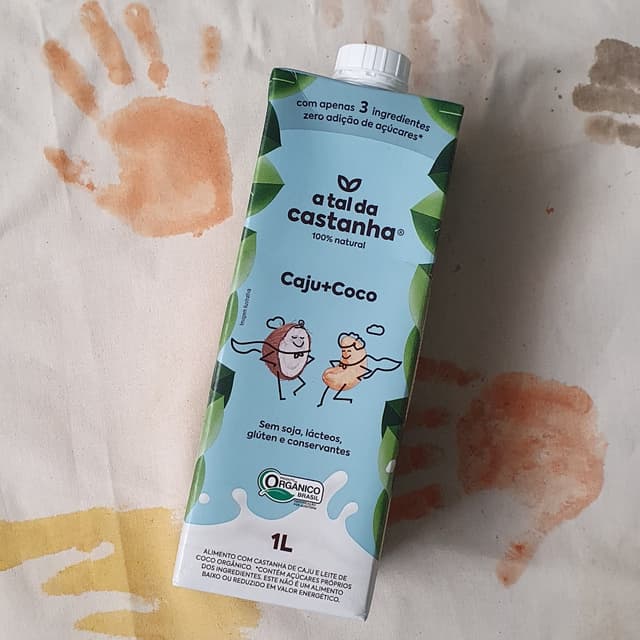 com apenas 3 ingredientes
zero adição de açúcares*
a tal da
castanha®
100% natural
Caju+Coco
Imagem ilustrativa
Sem soja, lácteos,
glúten e conservantes
ORGÂNICO
BRASIL
1L
ALIMENTO COM CASTANHA DE CAJU E LEITE DE
COCO ORGÂNICO. *CONTÉM AÇÚCARES PRÓPRIOS
DOS INGREDIENTES. ESTE NÃO É UM ALIMENTO
BAIXO OU REDUZIDO EM VALOR ENERGÉTICO.